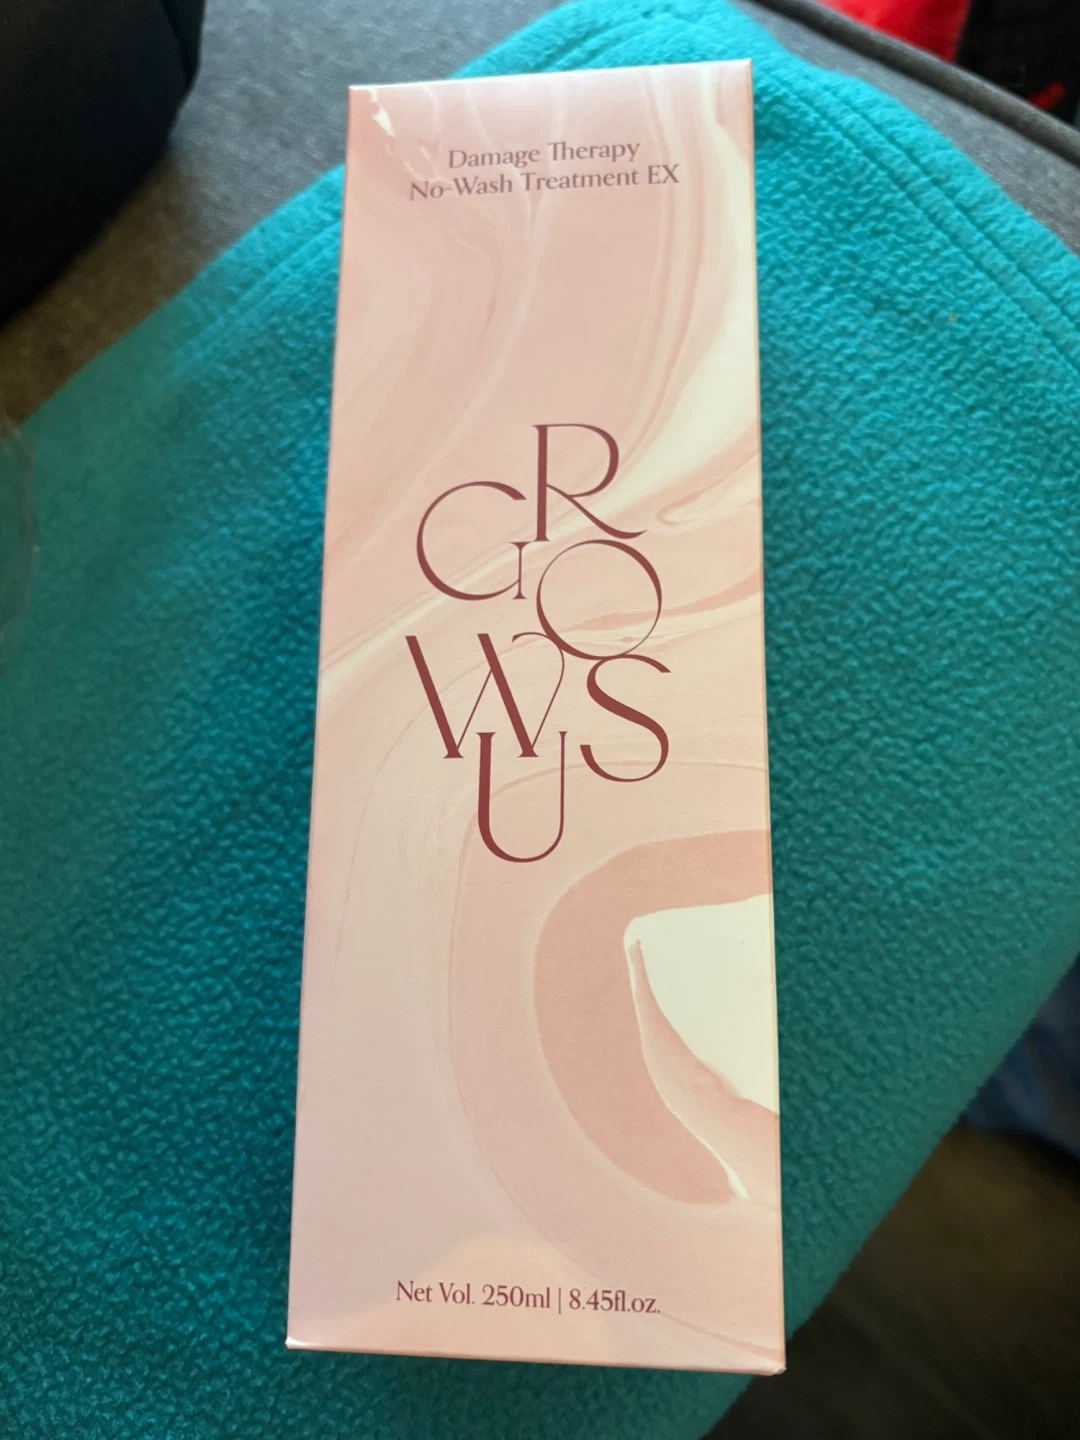 Damage Therapy
No-Wash Treatment EX
GROWUS
Net Vol. 250ml | 8.45fl.oz.